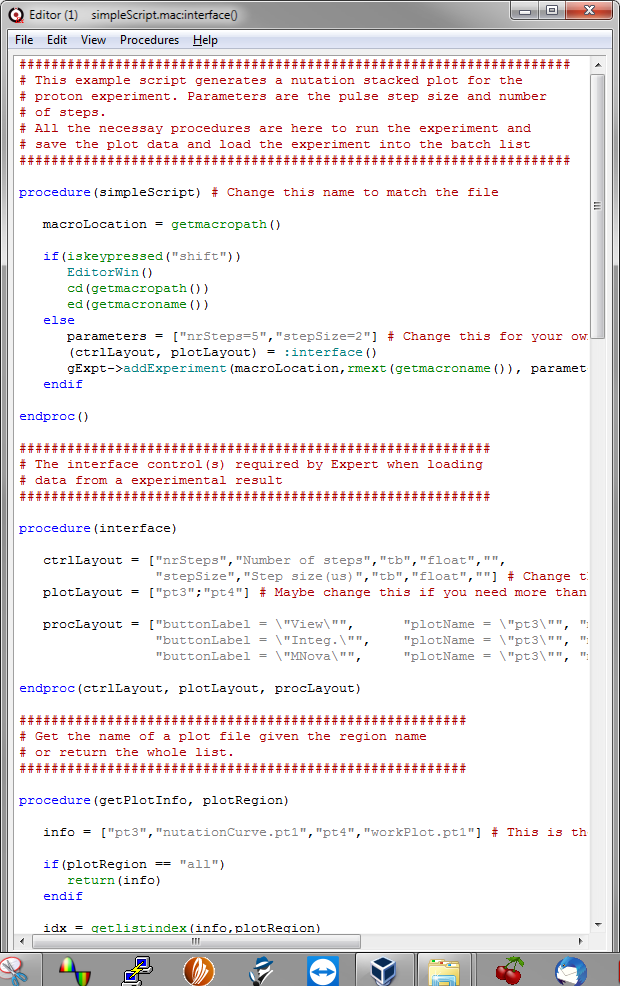 Editor (1) simpleScript.mac:interface()
File Edit View Procedures Help
#####################################################################
# This example script generates a nutation stacked plot for the
# proton experiment. Parameters are the pulse step size and number
# of steps.
# All the necessay procedures are here to run the experiment and
# save the plot data and load the experiment into the batch list
#####################################################################
procedure(simpleScript) # Change this name to match the file
macroLocation = getmacropath()
if(iskeypressed("shift"))
EditorWin()
cd(getmacropath())
ed(getmacroname())
else
parameters = ["nrSteps=5","stepSize=2"] # Change this for your ow
(ctrlLayout, plotLayout) = :interface()
gExpt->addExperiment(macroLocation,rmext(getmacroname()), paramet
endif
endproc()
###########################################################
# The interface control(s) required by Expert when loading
# data from a experimental result
###########################################################
procedure(interface)
ctrlLayout = ["nrSteps","Number of steps","tb","float","",
"stepSize","Step size(us)","tb","float",""] # Change t
plotLayout = ["pt3";"pt4"] # Maybe change this if you need more than
procLayout = ["buttonLabel = \"View\"", "plotName = \"pt3\"", "
"buttonLabel = \"Integ.\"", "plotName = \"pt3\"", "
"buttonLabel = \"MNova\"", "plotName = \"pt3\"", "
endproc(ctrlLayout, plotLayout, procLayout)
########################################################
# Get the name of a plot file given the region name
# or return the whole list.
########################################################
procedure(getPlotInfo, plotRegion)
info = ["pt3","nutationCurve.pt1","pt4","workPlot.pt1"] # This is th
if(plotRegion == "all")
return(info)
endif
idx = getlistindex(info,plotRegion)